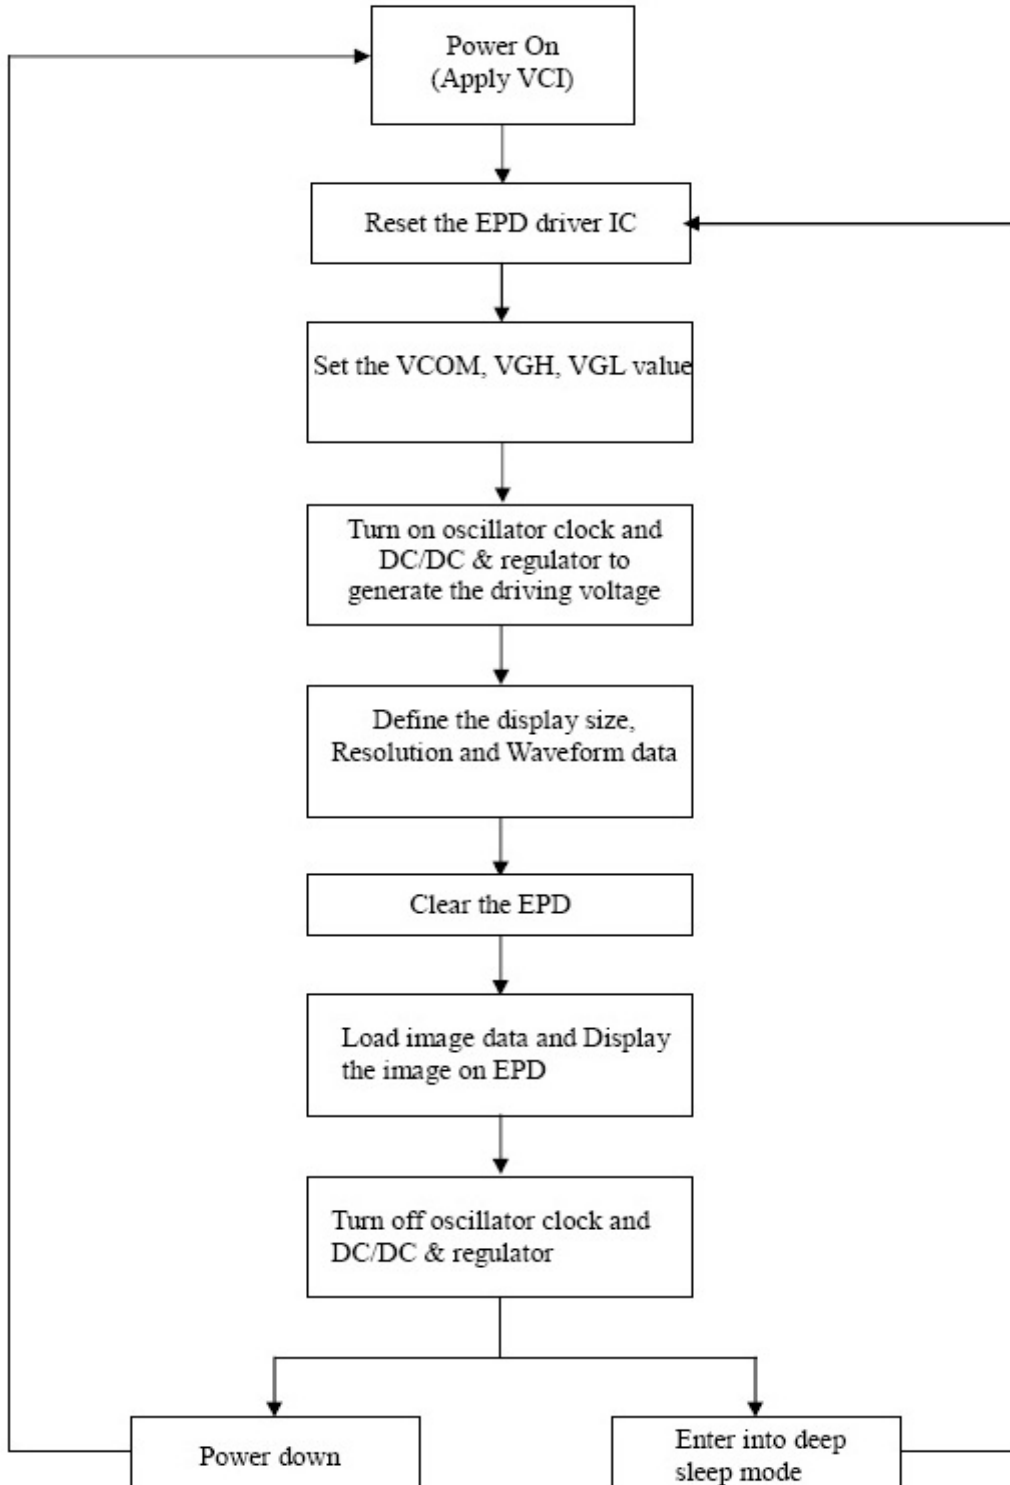 Power On
(Apply VCI)
Reset the EPD driver IC
Set the VCOM, VGH, VGL value
Turn on oscillator clock and
DC/DC & regulator to
generate the driving voltage
Define the display size,
Resolution and Waveform data
Clear the EPD
Load image data and Display
the image on EPD
Turn off oscillator clock and
DC/DC & regulator
Power down
Enter into deep
sleep mode